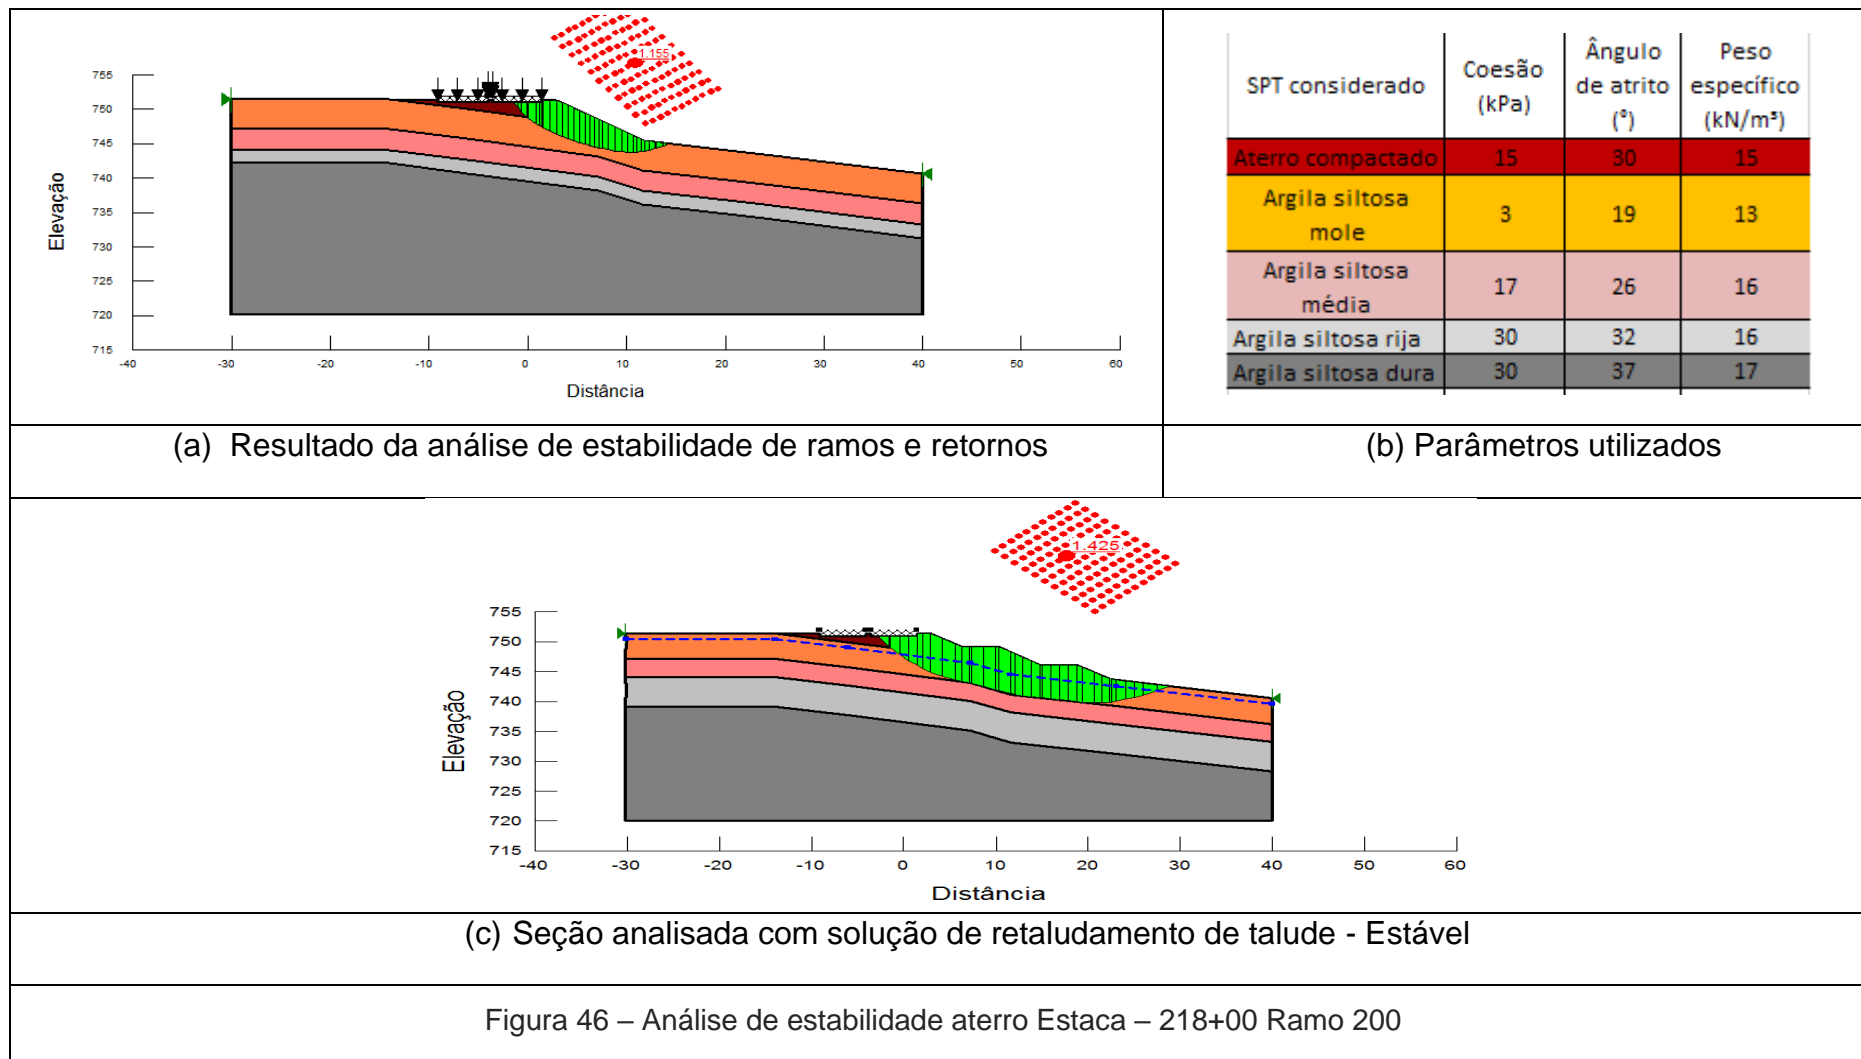 1.155
755
750
745
740
735
730
725
720
715
Elevação
-40 -30 -20 -10 0 10 20 30 40 50 60
Distância
SPT considerado
Coesão
(kPa)
Ângulo
de atrito
(°)
Peso
específico
(kN/m³)
Aterro compactado 15 30 15
Argila siltosa
mole
3 19 13
Argila siltosa
média
17 26 16
Argila siltosa rija 30 32 16
Argila siltosa dura 30 37 17
(a) Resultado da análise de estabilidade de ramos e retornos
(b) Parâmetros utilizados
1.425
755
750
745
740
735
730
725
720
715
Elevação
-40 -30 -20 -10 0 10 20 30 40 50 60
Distância
(c) Seção analisada com solução de retaludamento de talude - Estável
Figura 46 – Análise de estabilidade aterro Estaca – 218+00 Ramo 200